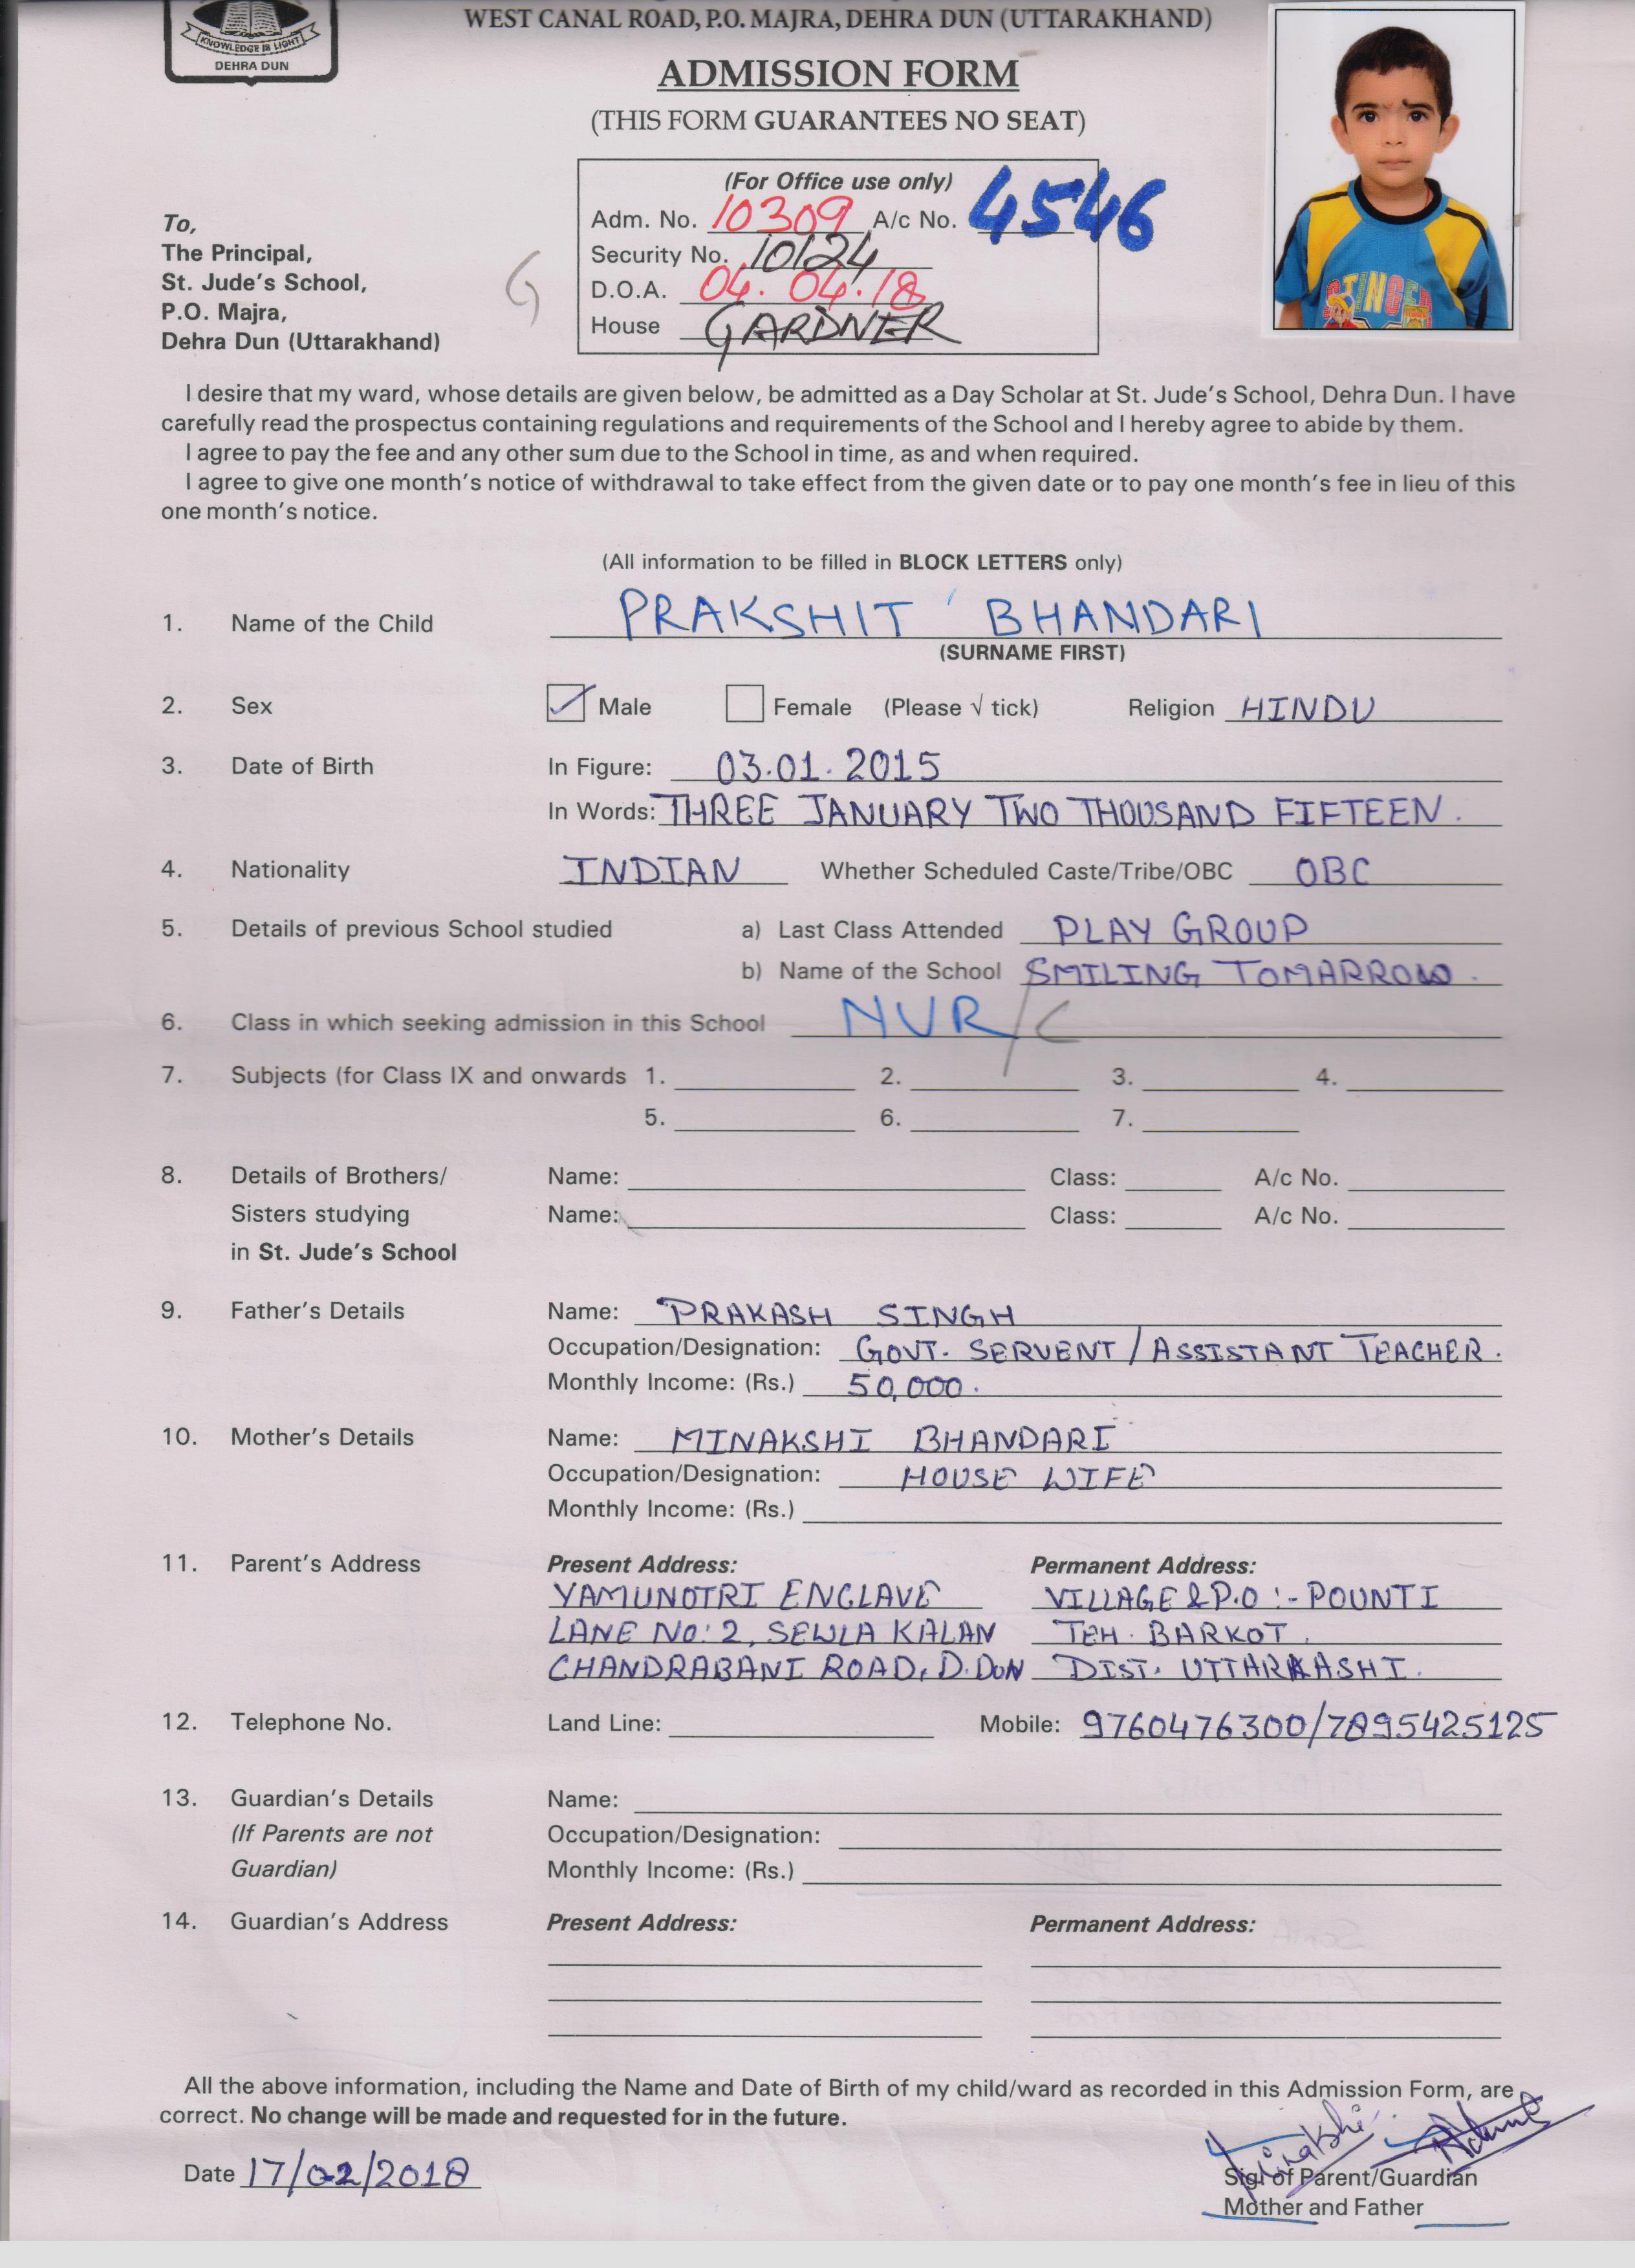 KNOWLEDGE IS LIGHT
DEHRA DUN
WEST CANAL ROAD, P.O. MAJRA, DEHRA DUN (UTTARAKHAND)
ADMISSION FORM
(THIS FORM GUARANTEES NO SEAT)
(For Office use only)
Adm. No. 10309 A/c No. 4546
Security No. 10124
D.O.A. 04.04.18
House GARDNER
To,
The Principal,
St. Jude's School,
P.O. Majra,
Dehra Dun (Uttarakhand)
G
I desire that my ward, whose details are given below, be admitted as a Day Scholar at St. Jude's School, Dehra Dun. I have
carefully read the prospectus containing regulations and requirements of the School and I hereby agree to abide by them.
I agree to pay the fee and any other sum due to the School in time, as and when required.
I agree to give one month's notice of withdrawal to take effect from the given date or to pay one month's fee in lieu of this
one month's notice.
(All information to be filled in BLOCK LETTERS only)
1. Name of the Child PRAKSHIT BHANDARI
(SURNAME FIRST)
2. Sex Male Female (Please √ tick) Religion HINDU
3. Date of Birth In Figure: 03.01.2015
In Words: THREE JANUARY TWO THOUSAND FIFTEEN.
4. Nationality INDIAN Whether Scheduled Caste/Tribe/OBC OBC
5. Details of previous School studied a) Last Class Attended PLAY GROUP
b) Name of the School SMILING TOMARROW.
6. Class in which seeking admission in this School NUR/C
7. Subjects (for Class IX and onwards 1. 2. 3. 4.
5. 6. 7.
8. Details of Brothers/ Name: Class: A/c No.
Sisters studying Name: Class: A/c No.
in St. Jude's School
9. Father's Details Name: PRAKASH SINGH
Occupation/Designation: GOVT. SERVENT/ASSISTANT TEACHER.
Monthly Income: (Rs.) 50,000.
10. Mother's Details Name: MINAKSHI BHANDARI
Occupation/Designation: HOUSE WIFE
Monthly Income: (Rs.)
11. Parent's Address Present Address: Permanent Address:
YAMUNOTRI ENCLAVE VILLAGE & P.O :- POUNTI
LANE No: 2, SEWLA KALAN TEH. BARKOT.
CHANDRABANI ROAD, D.DUN DIST. UTTARKASHI.
12. Telephone No. Land Line: Mobile: 9760476300/7895425125
13. Guardian's Details Name:
(If Parents are not Occupation/Designation:
Guardian) Monthly Income: (Rs.)
14. Guardian's Address Present Address: Permanent Address:
All the above information, including the Name and Date of Birth of my child/ward as recorded in this Admission Form, are
correct. No change will be made and requested for in the future.
Minakshi
Date 17/02/2018
Sig. of Parent/Guardian
Mother and Father